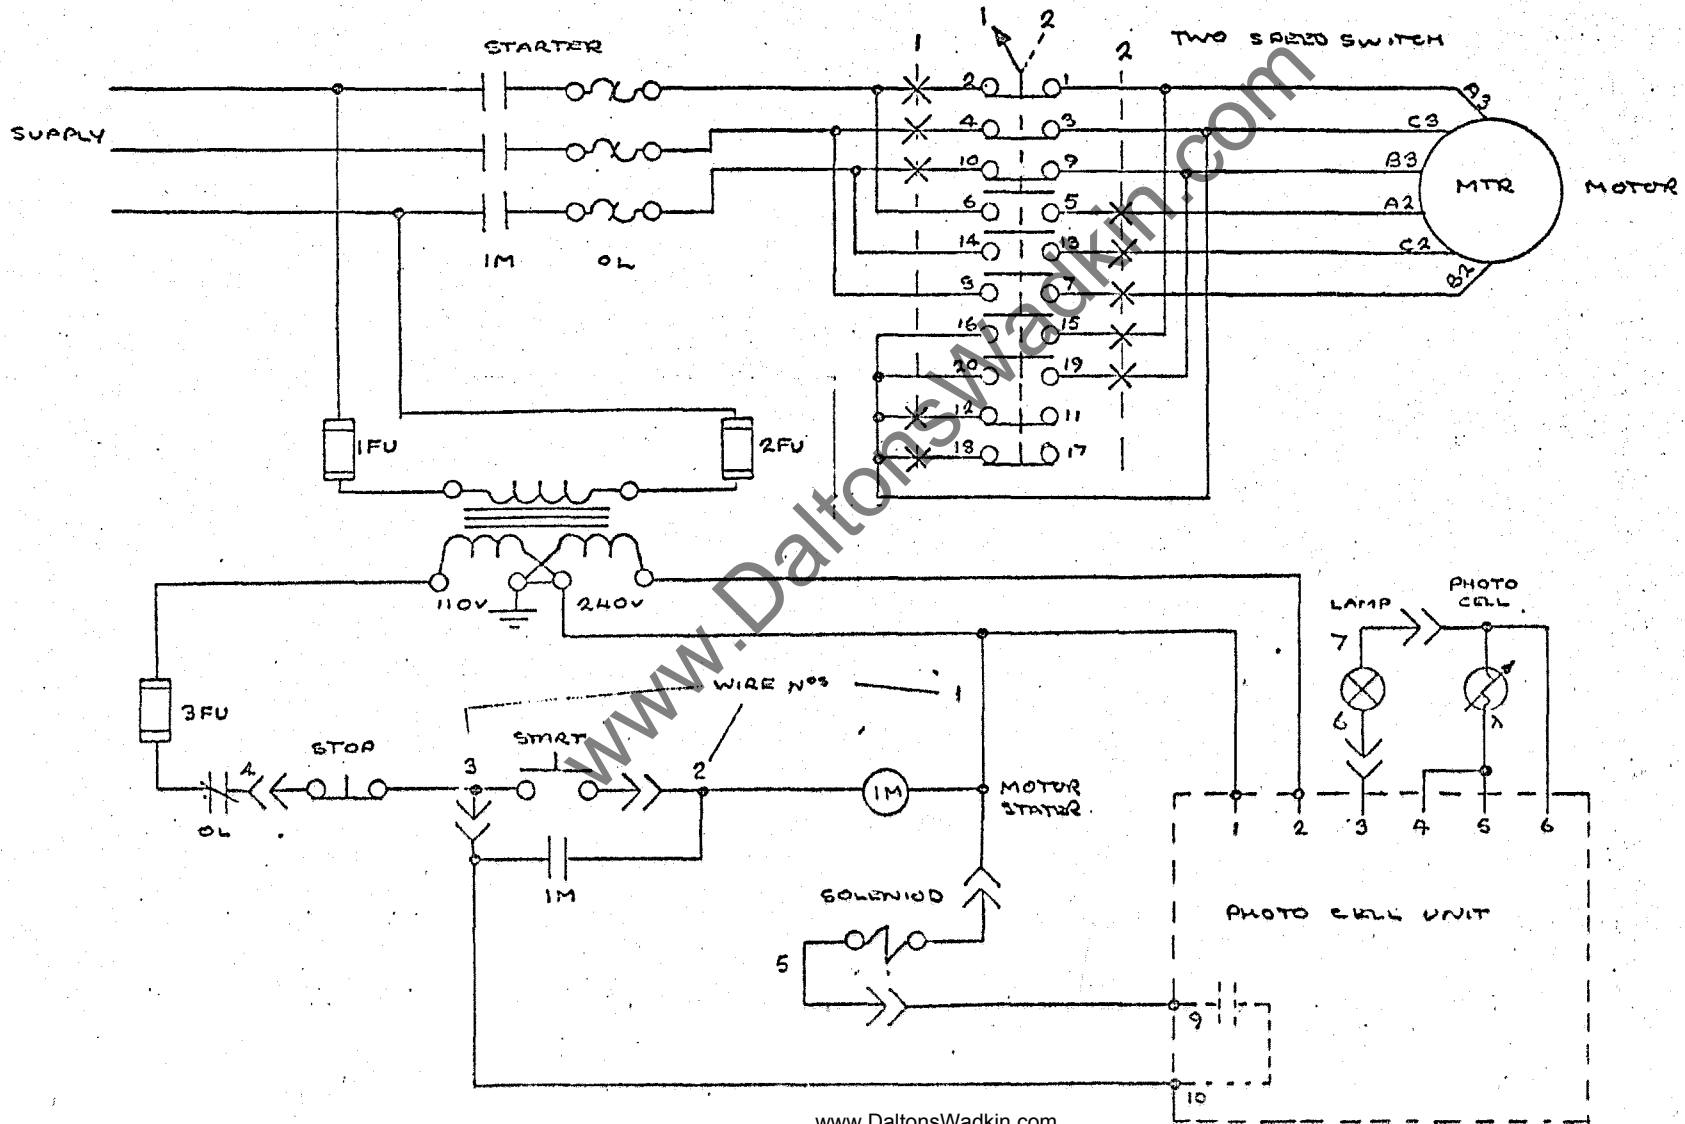 STARTER
1 2
1
2
TWO SPEED SWITCH
SUPPLY
2 1
4 3
10 9
6 5
14 13
8 7
16 15
20 19
12 11
18 17
A3
C3
B3
A2
C2
B2
MTR
MOTOR
1M
OL
1FU
2FU
110V
240V
3FU
WIRE Nos
1
STOP
START
4
3
2
OL
1M
1M
MOTOR
STATER
SOLENIOD
5
LAMP
PHOTO
CELL
7
6
λ
1 2 3 4 5 6
PHOTO CELL UNIT
9
10
www.DaltonsWadkin.com
www.DaltonsWadkin.com